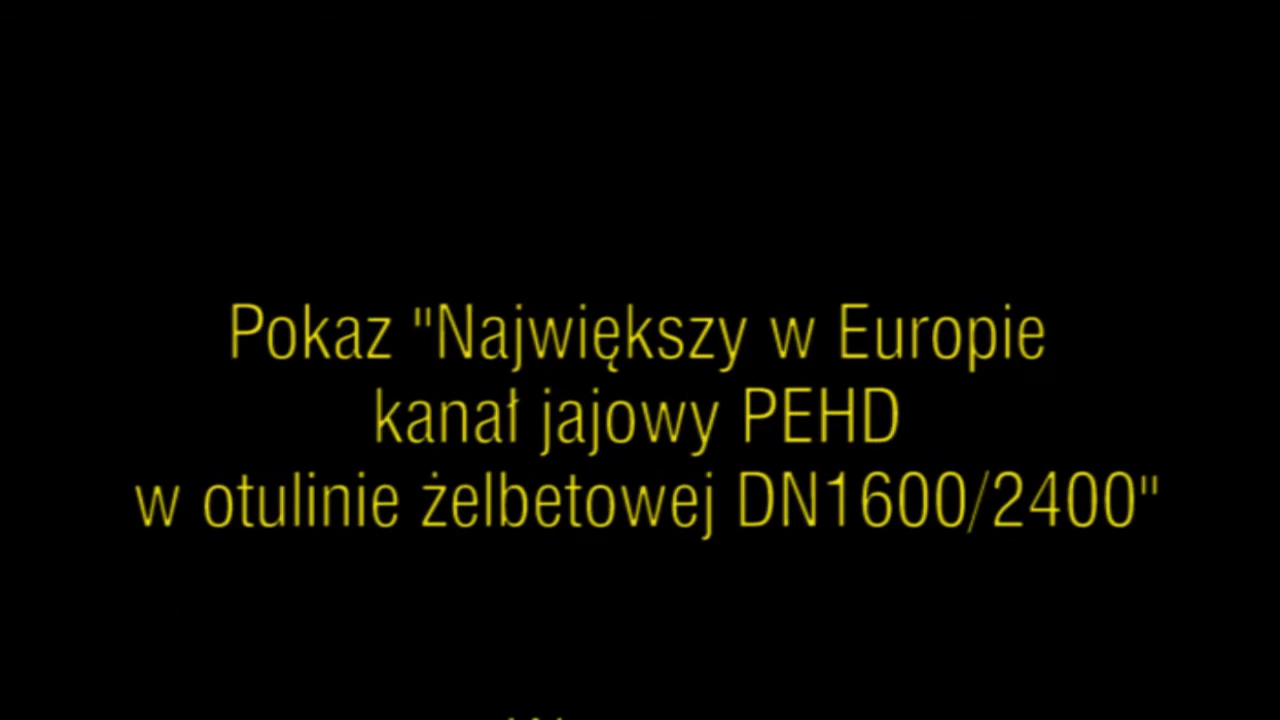 Pokaz "Największy w Europie
kanał jajowy PEHD
w otulinie żelbetowej DN1600/2400"